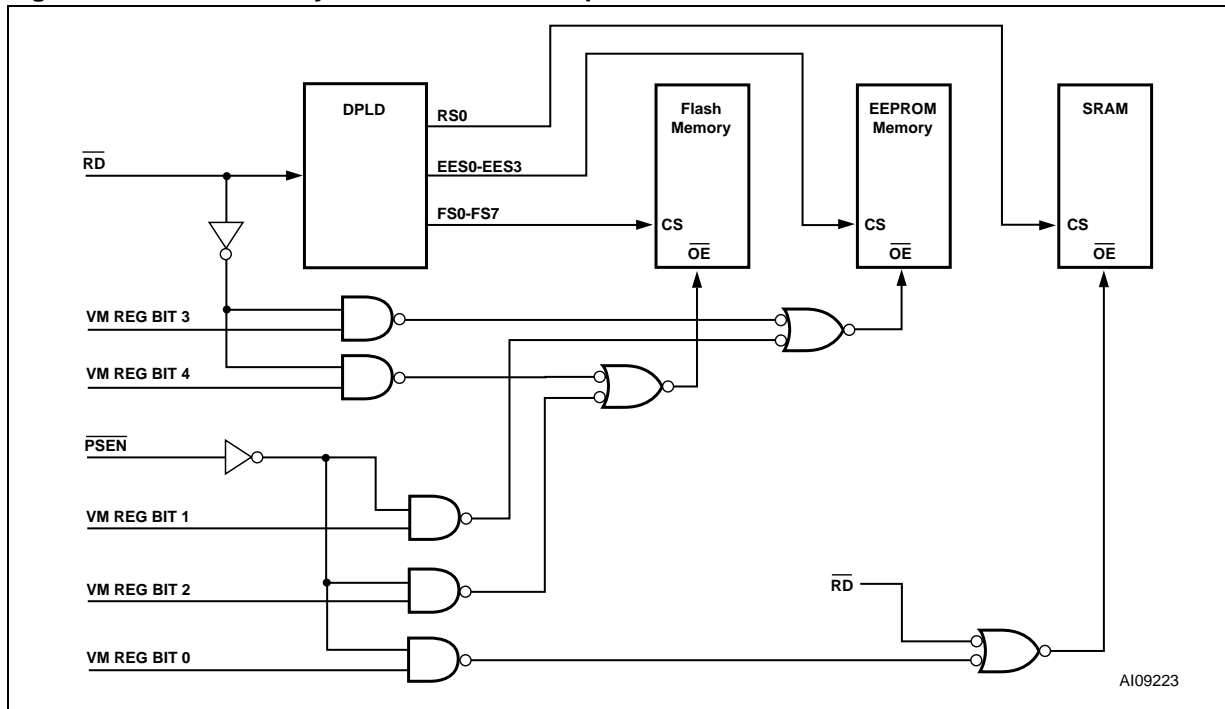 DPLD
RS0
EES0-EES3
FS0-FS7
Flash
Memory
CS
OE
EEPROM
Memory
CS
OE
SRAM
CS
OE
RD
VM REG BIT 3
VM REG BIT 4
PSEN
VM REG BIT 1
VM REG BIT 2
RD
VM REG BIT 0
AI09223